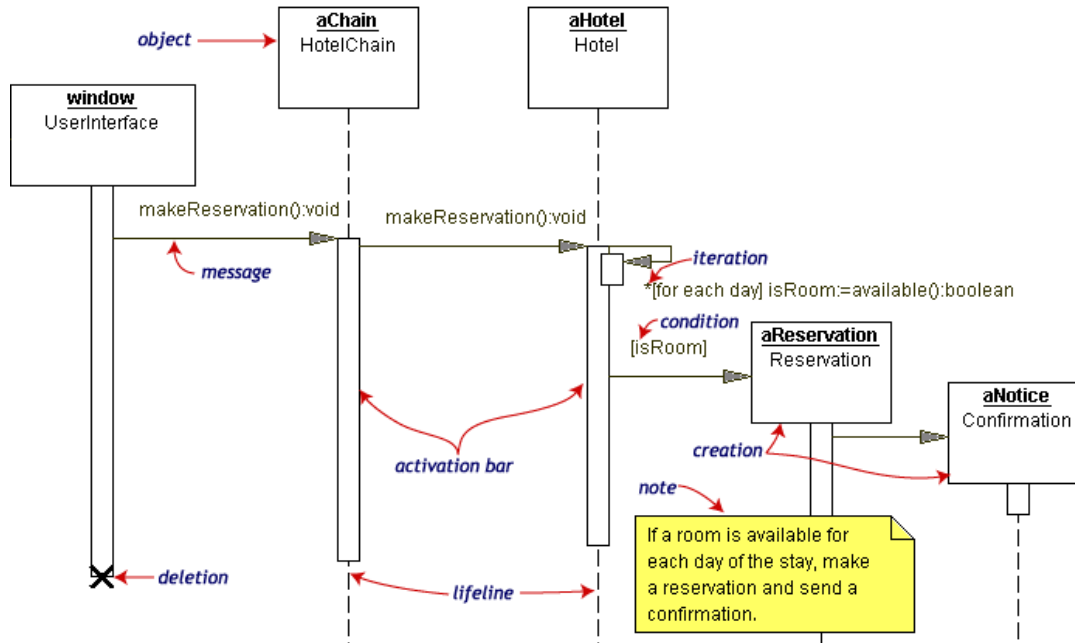 aChain
HotelChain
aHotel
Hotel
object
window
UserInterface
makeReservation():void
makeReservation():void
message
iteration
*[for each day] isRoom:=available():boolean
condition
[isRoom]
aReservation
Reservation
aNotice
Confirmation
activation bar
creation
note
If a room is available for
each day of the stay, make
a reservation and send a
confirmation.
deletion
lifeline